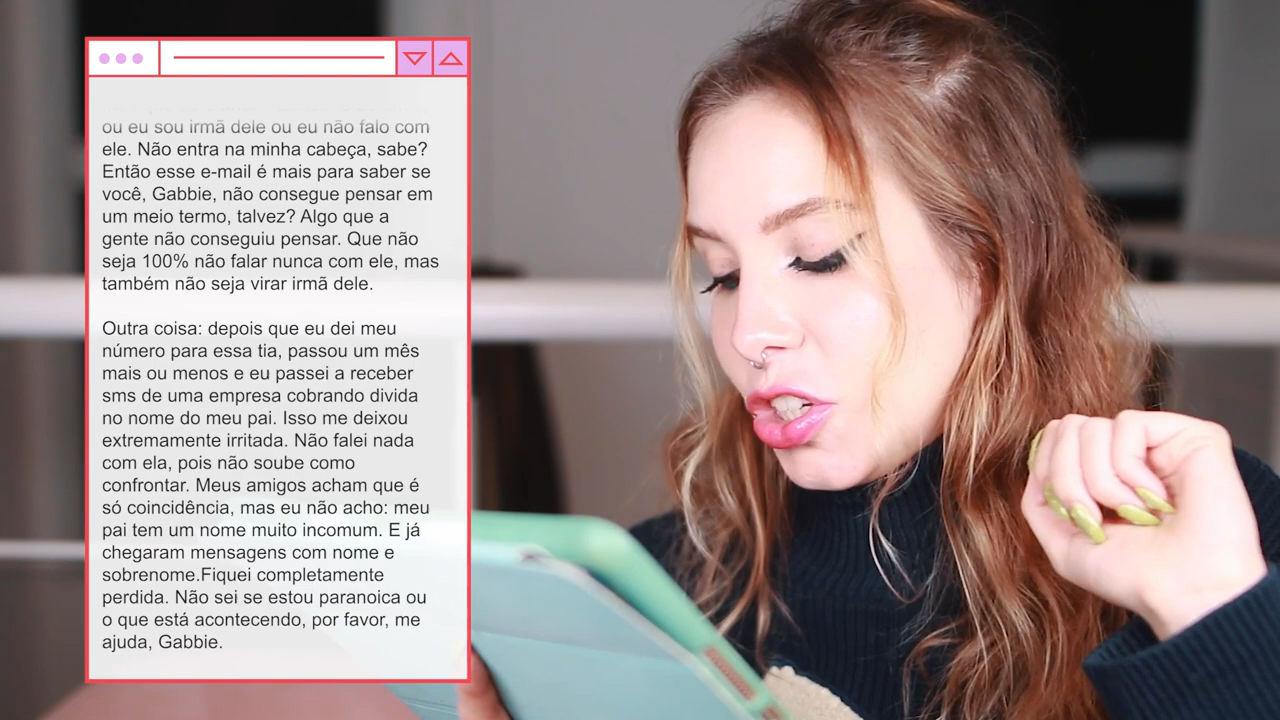 ou eu sou irmã dele ou eu não falo com
ele. Não entra na minha cabeça, sabe?
Então esse e-mail é mais para saber se
você, Gabbie, não consegue pensar em
um meio termo, talvez? Algo que a
gente não conseguiu pensar. Que não
seja 100% não falar nunca com ele, mas
também não seja virar irmã dele.
Outra coisa: depois que eu dei meu
número para essa tia, passou um mês
mais ou menos e eu passei a receber
sms de uma empresa cobrando divida
no nome do meu pai. Isso me deixou
extremamente irritada. Não falei nada
com ela, pois não soube como
confrontar. Meus amigos acham que é
só coincidência, mas eu não acho: meu
pai tem um nome muito incomum. E já
chegaram mensagens com nome e
sobrenome.Fiquei completamente
perdida. Não sei se estou paranoica ou
o que está acontecendo, por favor, me
ajuda, Gabbie.